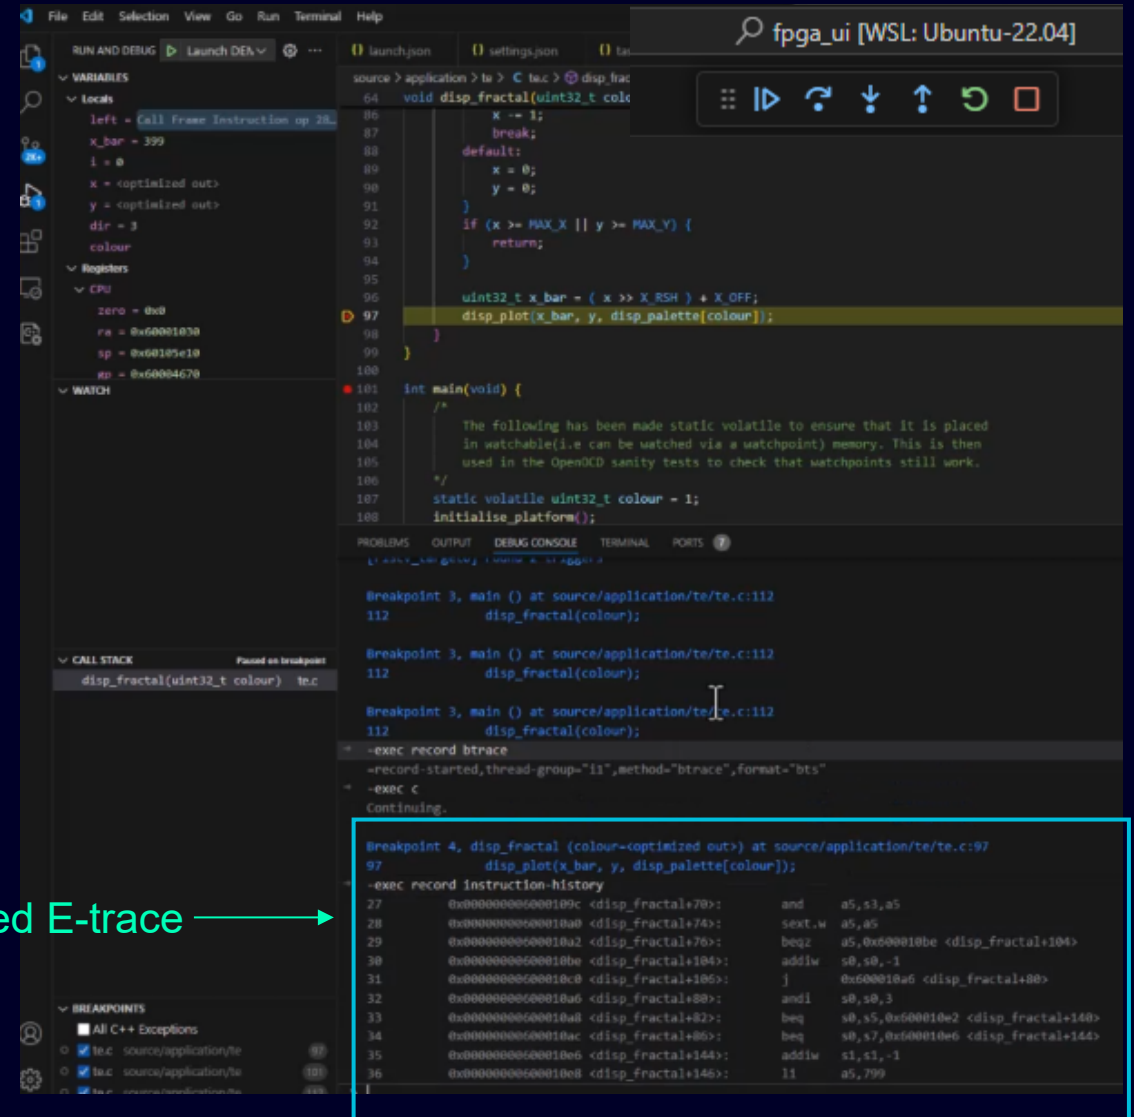 File Edit Selection View Go Run Terminal Help
fpga_ui [WSL: Ubuntu-22.04]
RUN AND DEBUG Launch DEN ...
launch.json settings.json
VARIABLES
Locals
left = Call Frame Instruction op 28…
x_bar = 399
i = 0
x = <optimized out>
y = <optimized out>
dir = 3
colour
Registers
CPU
zero = 0x0
ra = 0x60001030
sp = 0x60105e10
gp = 0x60004670
WATCH
CALL STACK Paused on breakpoint
disp_fractal(uint32_t colour) te.c
BREAKPOINTS
All C++ Exceptions
te.c source/application/te 97
te.c source/application/te 101
te.c source/application/te 112
source > application > te > C te.c > disp_frac
64 void disp_fractal(uint32_t colo
86 x -= 1;
87 break;
88 default:
89 x = 0;
90 y = 0;
91 }
92 if (x >= MAX_X || y >= MAX_Y) {
93 return;
94 }
95
96 uint32_t x_bar = ( x >> X_RSH ) + X_OFF;
97 disp_plot(x_bar, y, disp_palette[colour]);
98 }
99 }
100
101 int main(void) {
102 /*
103 The following has been made static volatile to ensure that it is placed
104 in watchable(i.e can be watched via a watchpoint) memory. This is then
105 used in the OpenOCD sanity tests to check that watchpoints still work.
106 */
107 static volatile uint32_t colour = 1;
108 initialise_platform();
PROBLEMS OUTPUT DEBUG CONSOLE TERMINAL PORTS 7
[riscv_target0] Found 2 triggers
Breakpoint 3, main () at source/application/te/te.c:112
112 disp_fractal(colour);
Breakpoint 3, main () at source/application/te/te.c:112
112 disp_fractal(colour);
Breakpoint 3, main () at source/application/te/te.c:112
112 disp_fractal(colour);
-exec record btrace
=record-started,thread-group="i1",method="btrace",format="bts"
-exec c
Continuing.
Breakpoint 4, disp_fractal (colour=<optimized out>) at source/application/te/te.c:97
97 disp_plot(x_bar, y, disp_palette[colour]);
-exec record instruction-history
27 0x000000006000109c <disp_fractal+70>: and a5,s3,a5
28 0x00000000600010a0 <disp_fractal+74>: sext.w a5,a5
29 0x00000000600010a2 <disp_fractal+76>: beqz a5,0x600010be <disp_fractal+104>
30 0x00000000600010be <disp_fractal+104>: addiw s0,s0,-1
31 0x00000000600010c0 <disp_fractal+106>: j 0x600010a6 <disp_fractal+80>
32 0x00000000600010a6 <disp_fractal+80>: andi s0,s0,3
33 0x00000000600010a8 <disp_fractal+82>: beq s0,s5,0x600010e2 <disp_fractal+140>
34 0x00000000600010ac <disp_fractal+86>: beq s0,s7,0x600010e6 <disp_fractal+144>
35 0x00000000600010e6 <disp_fractal+144>: addiw s1,s1,-1
36 0x00000000600010e8 <disp_fractal+146>: li a5,799
ed E-trace